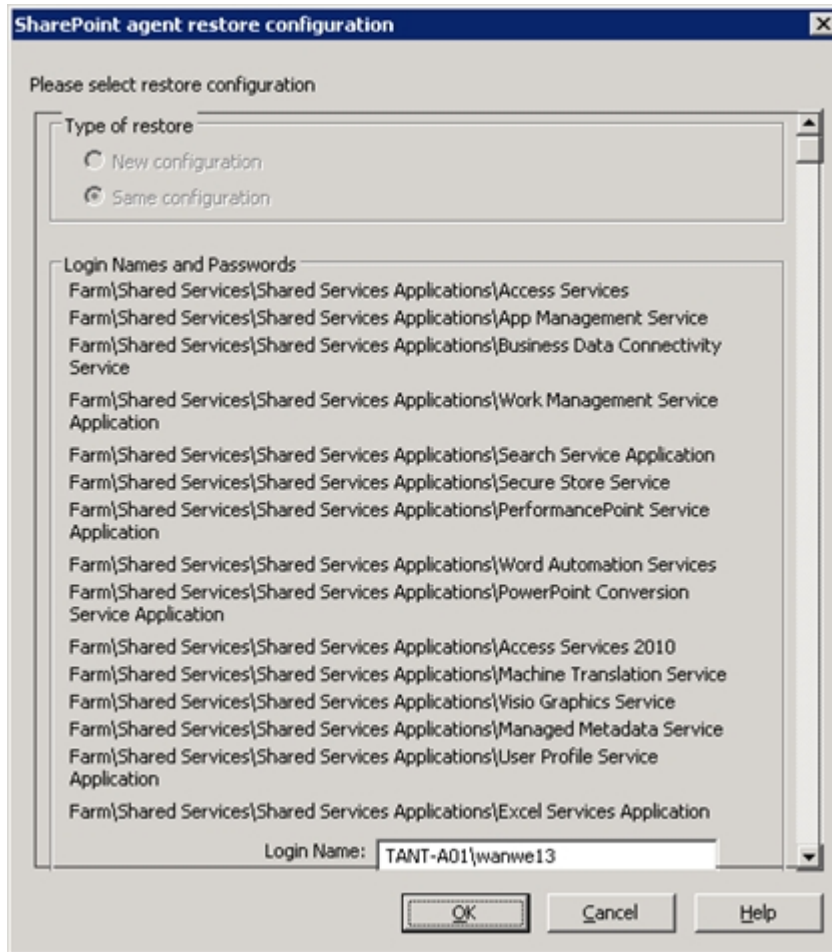 SharePoint agent restore configuration
Please select restore configuration
Type of restore
New configuration
Same configuration
Login Names and Passwords
Farm\Shared Services\Shared Services Applications\Access Services
Farm\Shared Services\Shared Services Applications\App Management Service
Farm\Shared Services\Shared Services Applications\Business Data Connectivity
Service
Farm\Shared Services\Shared Services Applications\Work Management Service
Application
Farm\Shared Services\Shared Services Applications\Search Service Application
Farm\Shared Services\Shared Services Applications\Secure Store Service
Farm\Shared Services\Shared Services Applications\PerformancePoint Service
Application
Farm\Shared Services\Shared Services Applications\Word Automation Services
Farm\Shared Services\Shared Services Applications\PowerPoint Conversion
Service Application
Farm\Shared Services\Shared Services Applications\Access Services 2010
Farm\Shared Services\Shared Services Applications\Machine Translation Service
Farm\Shared Services\Shared Services Applications\Visio Graphics Service
Farm\Shared Services\Shared Services Applications\Managed Metadata Service
Farm\Shared Services\Shared Services Applications\User Profile Service
Application
Farm\Shared Services\Shared Services Applications\Excel Services Application
Login Name: TANT-A01\wanwe13
OK Cancel Help